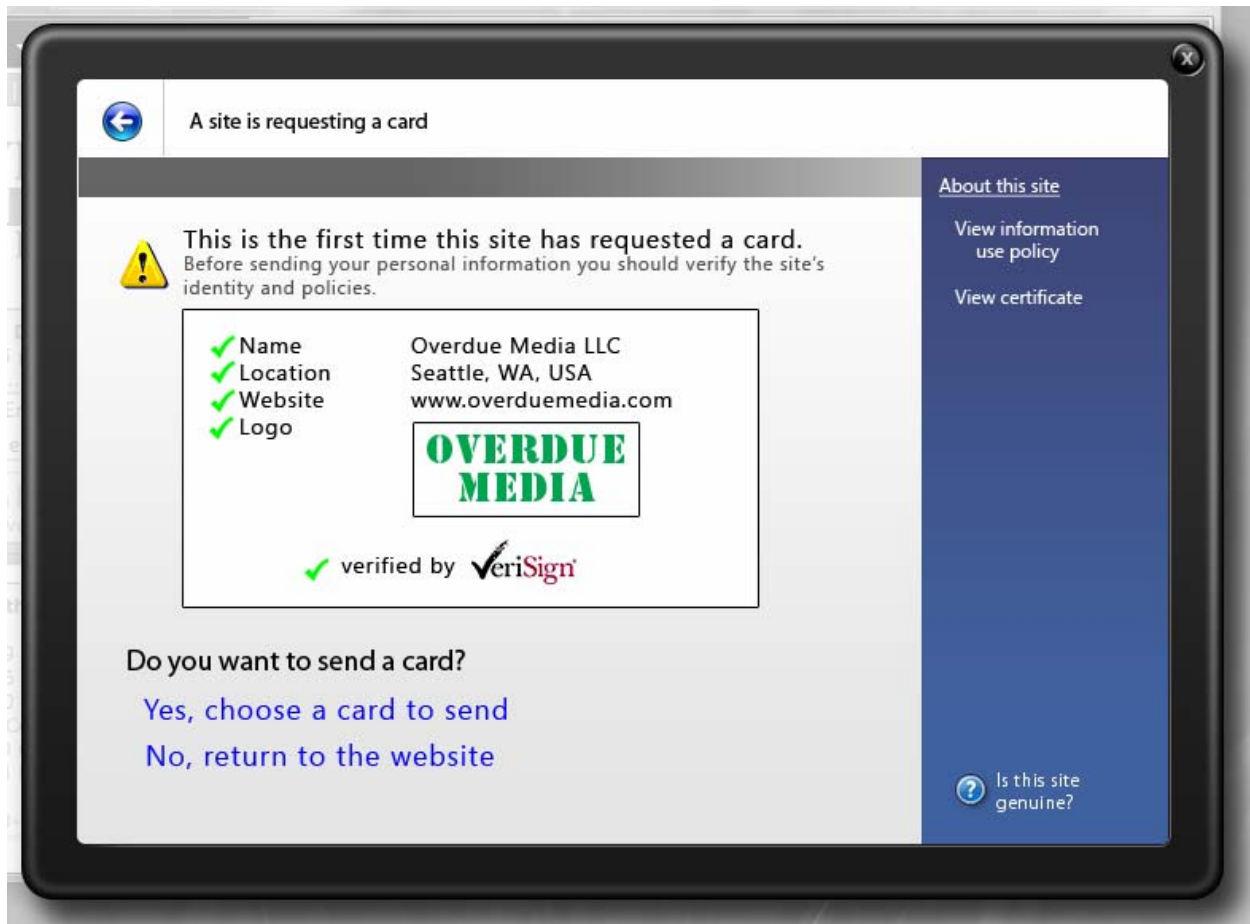 A site is requesting a card
About this site
View information
use policy
View certificate
This is the first time this site has requested a card.
Before sending your personal information you should verify the site's
identity and policies.
Name Overdue Media LLC
Location Seattle, WA, USA
Website www.overduemedia.com
Logo
OVERDUE
MEDIA
verified by VeriSign
Do you want to send a card?
Yes, choose a card to send
No, return to the website
Is this site
genuine?